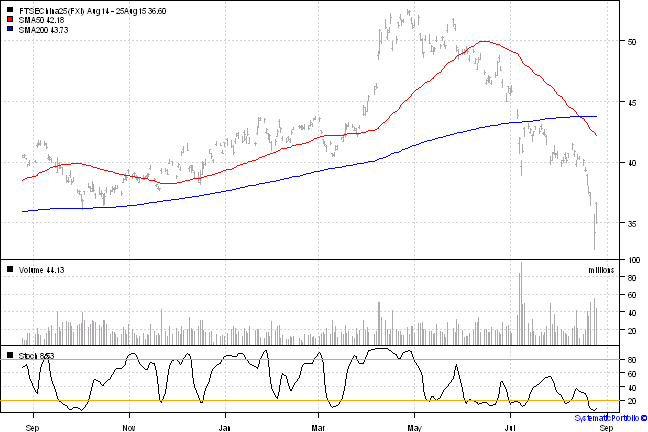 FTSEChina25(FXI) Aug14 - 25Aug15 36.60
SMA50 42.18
SMA200 43.73
50
45
40
35
Volume 44.13
millions
100
80
60
40
20
Stoch 8.53
80
60
40
20
Sep Nov Jan Mar May Jul Sep
SystematicPortfolio ©